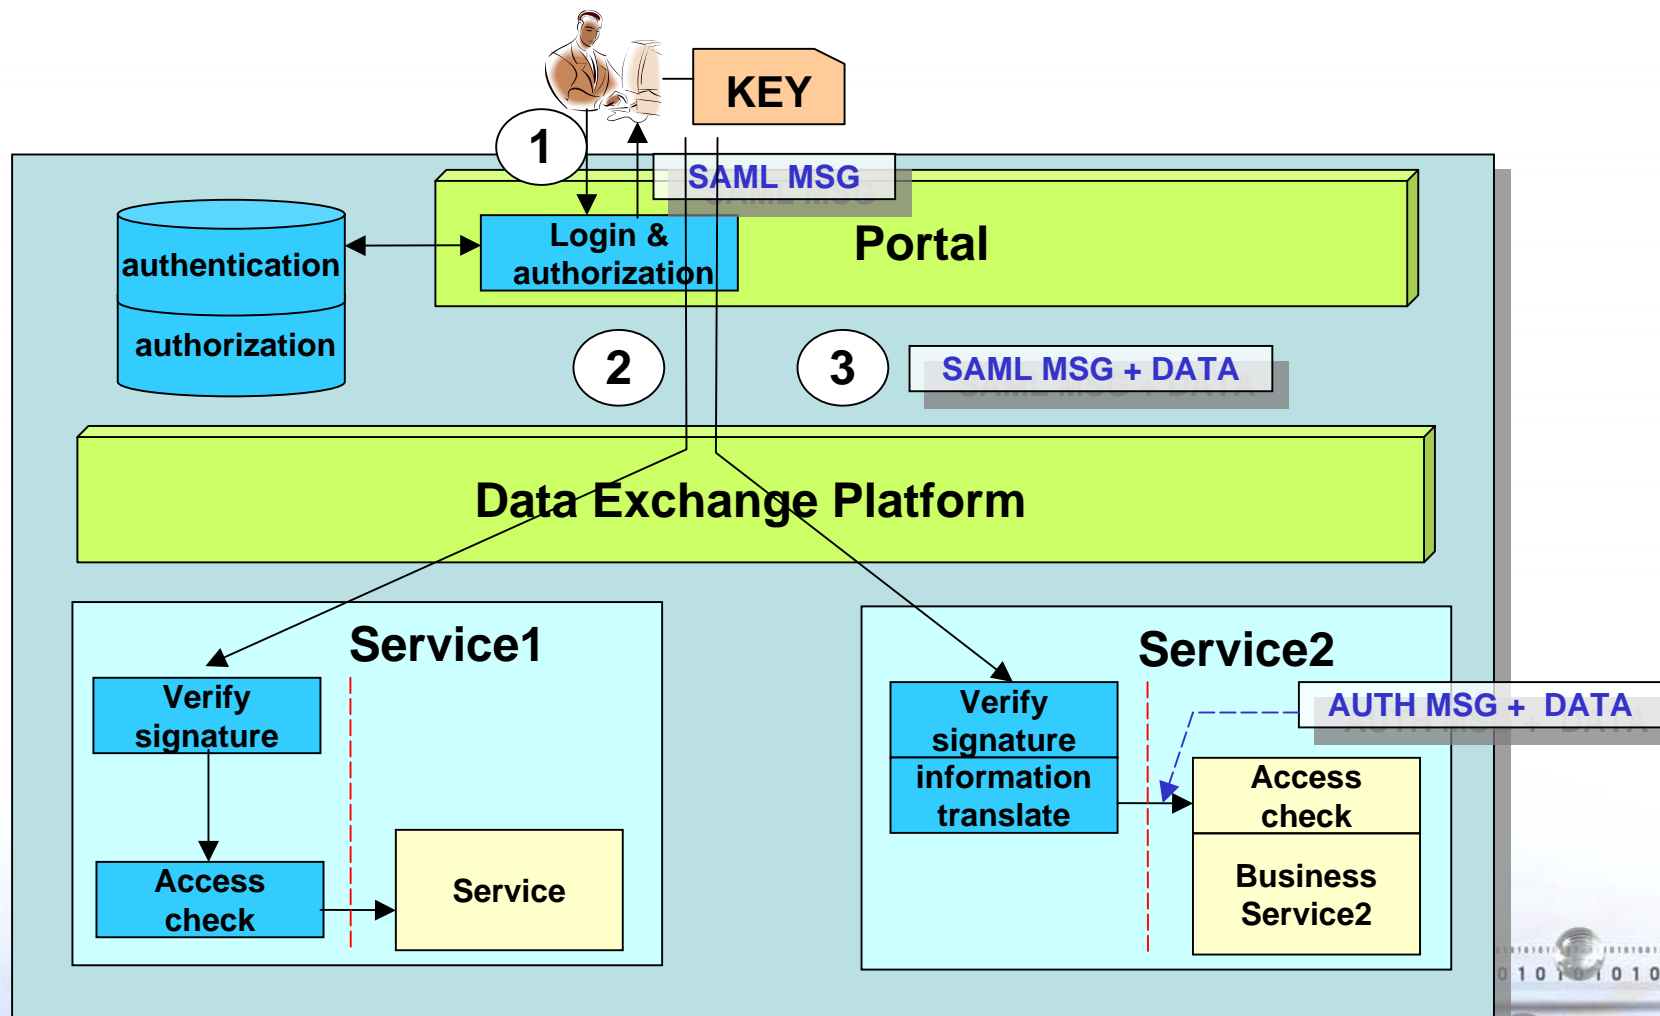 KEY
1
SAML MSG
Login &
authorization
Portal
authentication
authorization
2
3
SAML MSG + DATA
Data Exchange Platform
Service1
Verify
signature
Access
check
Service
Service2
Verify
signature
information
translate
AUTH MSG + DATA
Access
check
Business
Service2